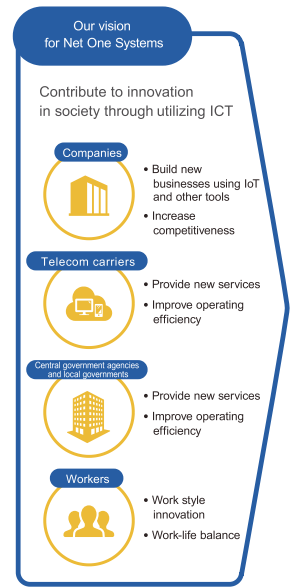 Our vision
for Net One Systems
Contribute to innovation
in society through utilizing ICT
Companies
• Build new
businesses using IoT
and other tools
• Increase
competitiveness
Telecom carriers
• Provide new services
• Improve operating
efficiency
Central government agencies
and local governments
• Provide new services
• Improve operating
efficiency
Workers
• Work style
innovation
• Work-life balance